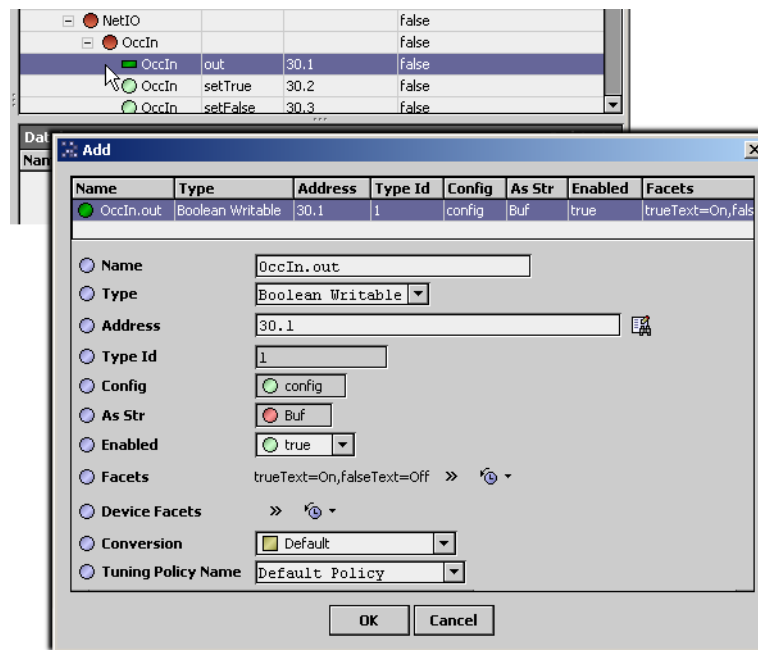 NetIO false
OccIn false
OccIn out 30.1 false
OccIn setTrue 30.2 false
OccIn setFalse 30.3 false
Dat
Nan
Add
Name Type Address Type Id Config As Str Enabled Facets
OccIn.out Boolean Writable 30.1 1 config Buf true trueText=On,fals
Name OccIn.out
Type Boolean Writable
Address 30.1
Type Id 1
Config config
As Str Buf
Enabled true
Facets trueText=On,falseText=Off »
Device Facets »
Conversion Default
Tuning Policy Name Default Policy
OK Cancel